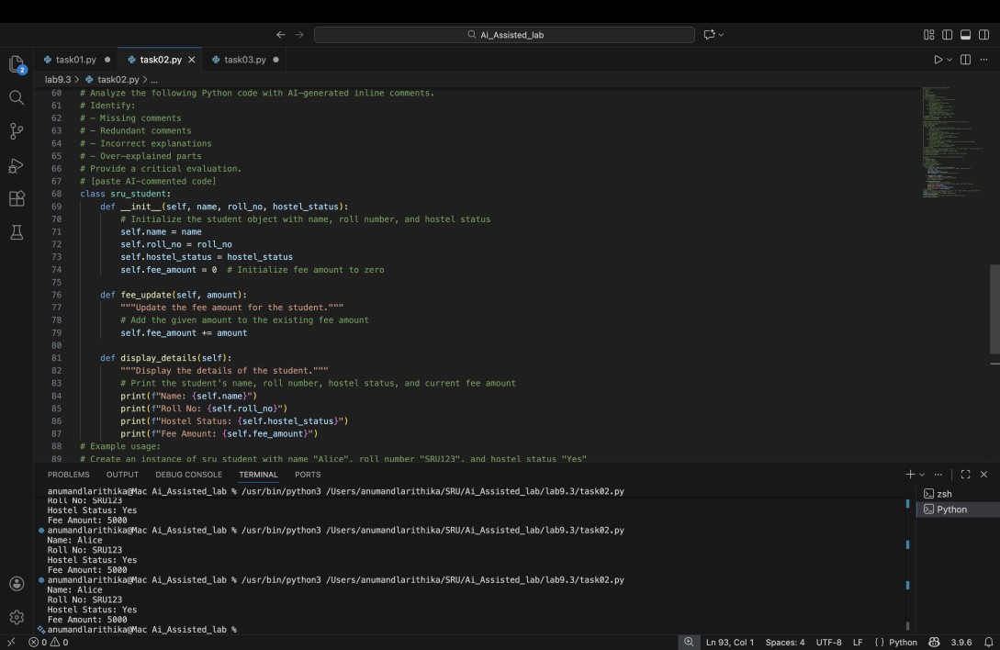 Ai_Assisted_lab
task01.py
task02.py
task03.py
lab9.3 > task02.py > ...
2
60 # Analyze the following Python code with AI-generated inline comments.
61 # Identify:
62 # - Missing comments
63 # - Redundant comments
64 # - Incorrect explanations
65 # - Over-explained parts
66 # Provide a critical evaluation.
67 # [paste AI-commented code]
68 class sru_student:
69     def __init__(self, name, roll_no, hostel_status):
70         # Initialize the student object with name, roll number, and hostel status
71         self.name = name
72         self.roll_no = roll_no
73         self.hostel_status = hostel_status
74         self.fee_amount = 0  # Initialize fee amount to zero
75
76     def fee_update(self, amount):
77         """Update the fee amount for the student."""
78         # Add the given amount to the existing fee amount
79         self.fee_amount += amount
80
81     def display_details(self):
82         """Display the details of the student."""
83         # Print the student's name, roll number, hostel status, and current fee amount
84         print(f"Name: {self.name}")
85         print(f"Roll No: {self.roll_no}")
86         print(f"Hostel Status: {self.hostel_status}")
87         print(f"Fee Amount: {self.fee_amount}")
88 # Example usage:
89 # Create an instance of sru_student with name "Alice", roll number "SRU123", and hostel status "Yes"
PROBLEMS OUTPUT DEBUG CONSOLE TERMINAL PORTS
anumandlarithika@Mac Ai_Assisted_lab % /usr/bin/python3 /Users/anumandlarithika/SRU/Ai_Assisted_lab/lab9.3/task02.py
Roll No: SRU123
Hostel Status: Yes
Fee Amount: 5000
anumandlarithika@Mac Ai_Assisted_lab % /usr/bin/python3 /Users/anumandlarithika/SRU/Ai_Assisted_lab/lab9.3/task02.py
Name: Alice
Roll No: SRU123
Hostel Status: Yes
Fee Amount: 5000
anumandlarithika@Mac Ai_Assisted_lab % /usr/bin/python3 /Users/anumandlarithika/SRU/Ai_Assisted_lab/lab9.3/task02.py
Name: Alice
Roll No: SRU123
Hostel Status: Yes
Fee Amount: 5000
anumandlarithika@Mac Ai_Assisted_lab %
zsh
Python
0 0 Ln 93, Col 1 Spaces: 4 UTF-8 LF { } Python 3.9.6